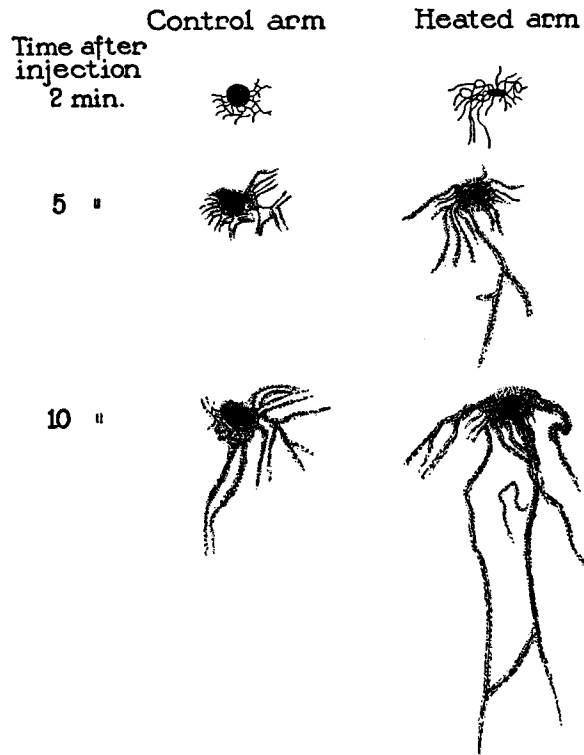 Control arm Heated arm
Time after
injection
2 min.
5 "
10 "